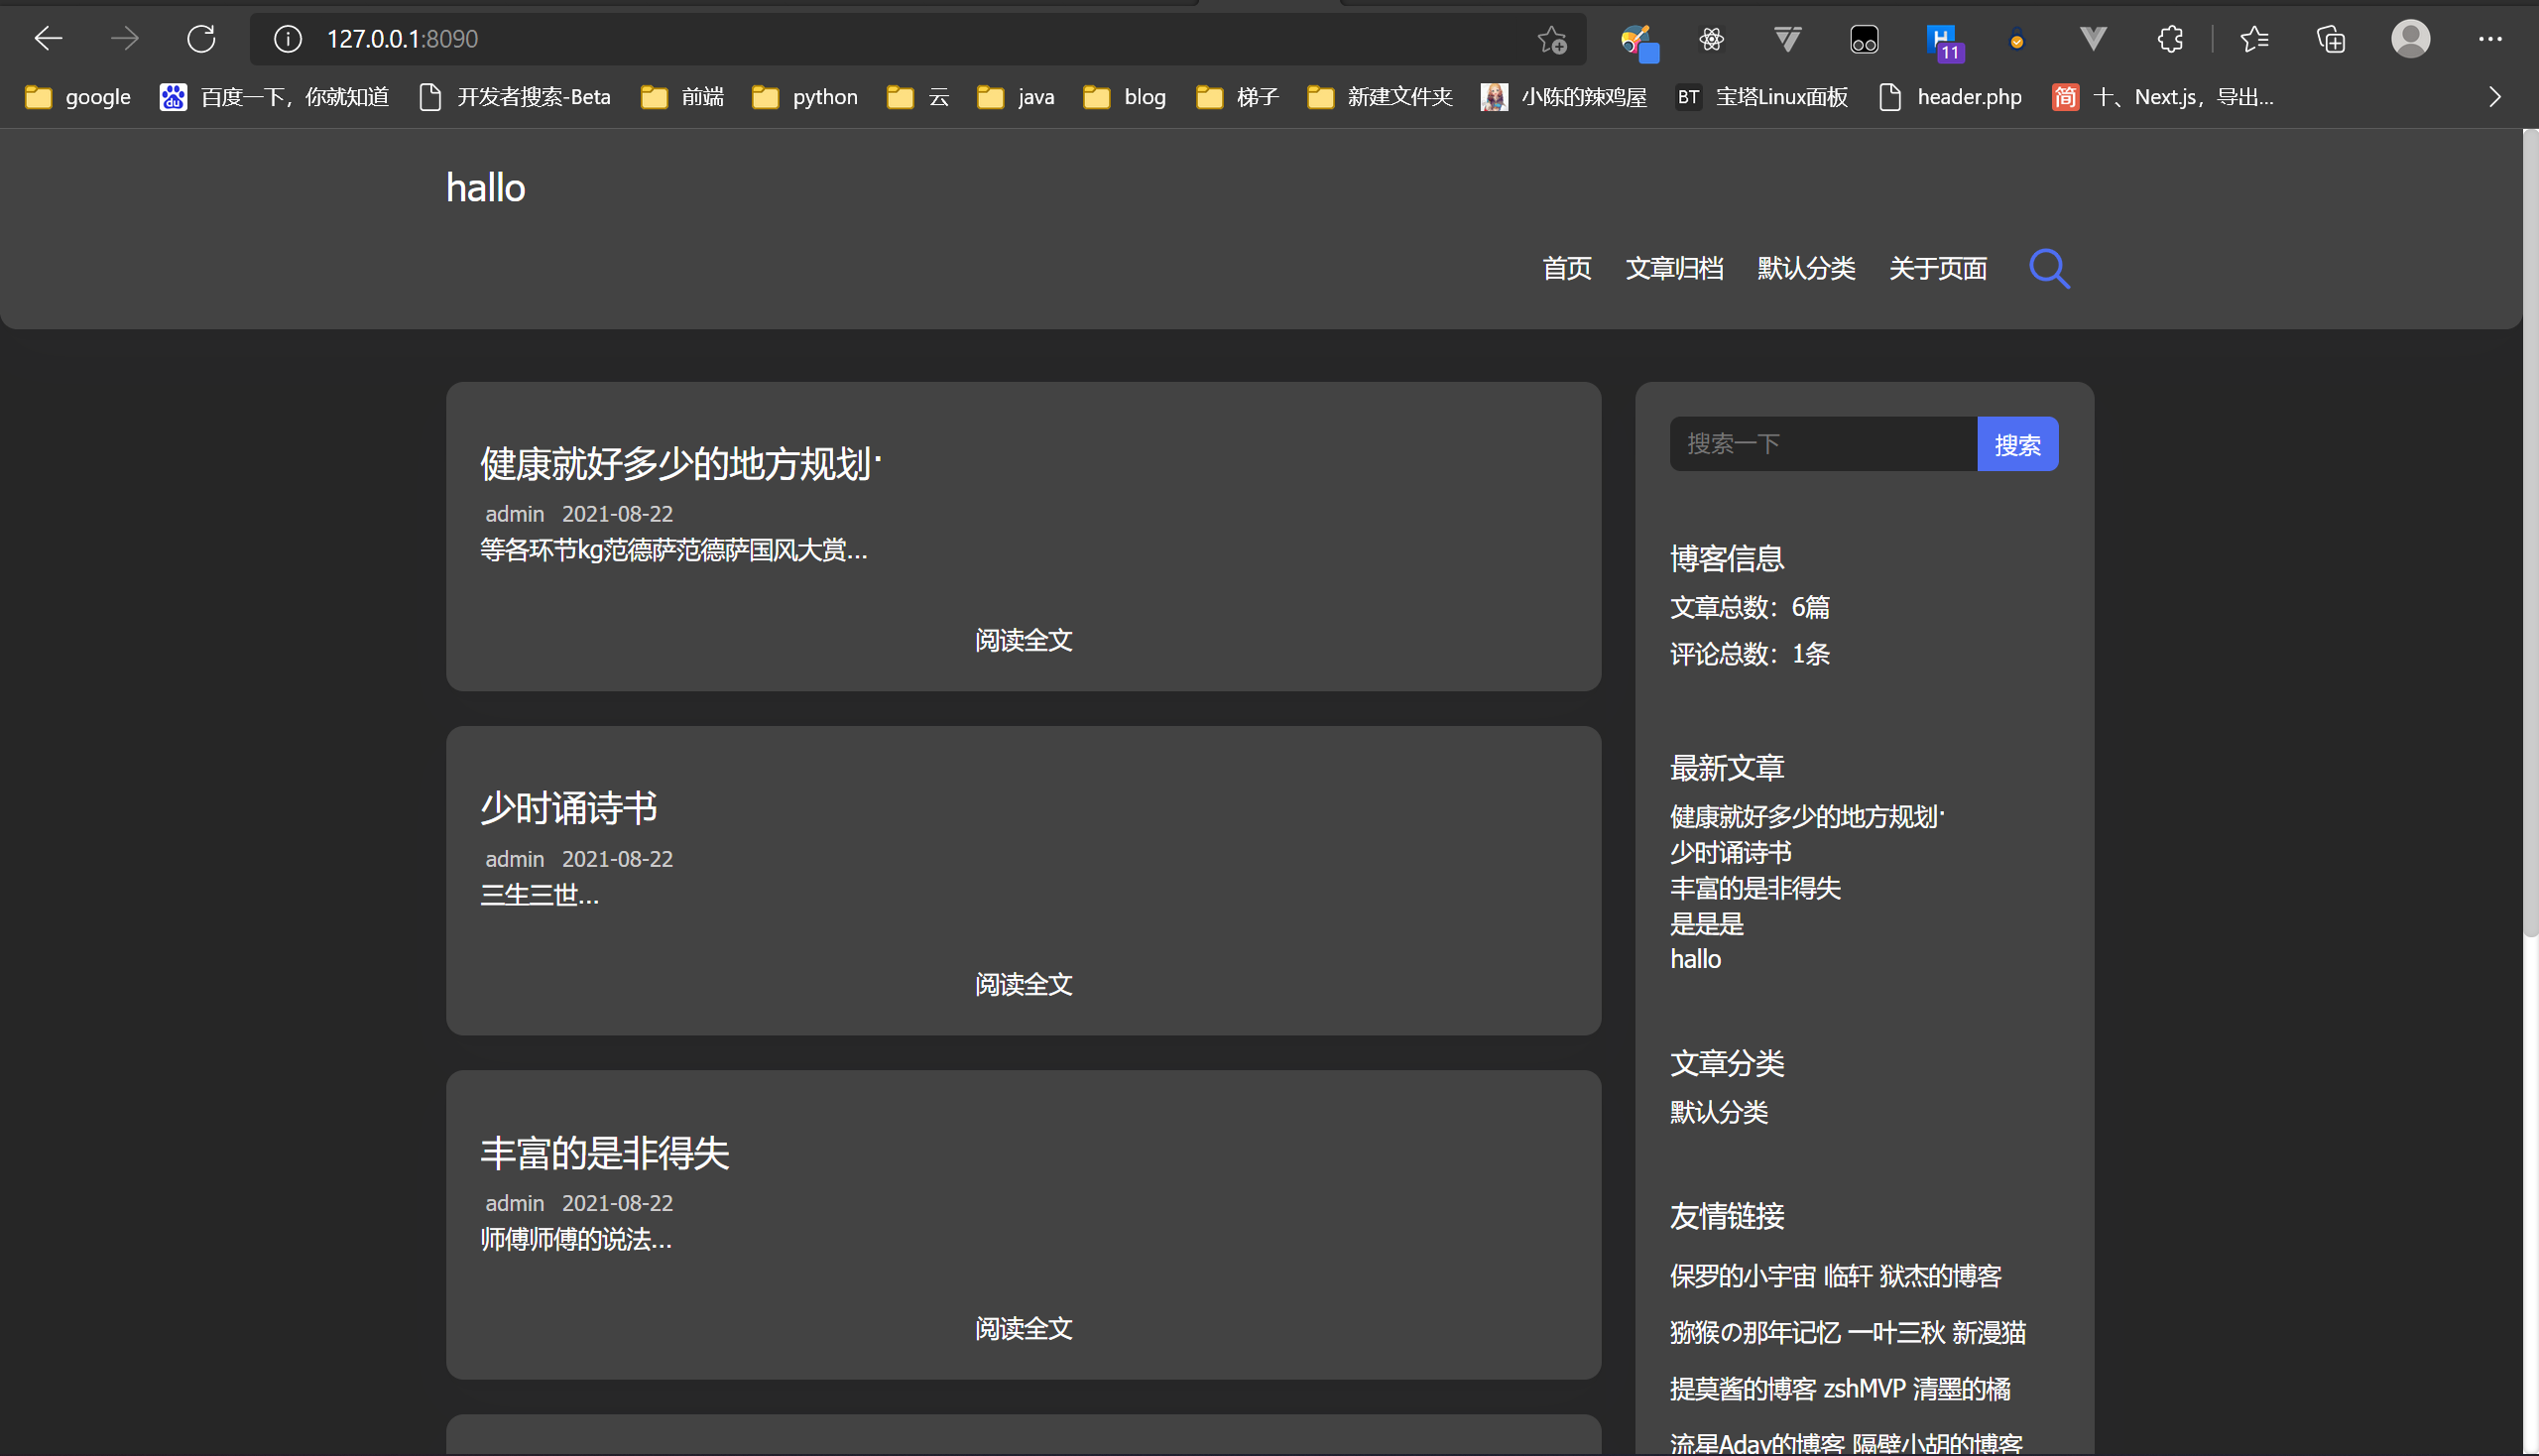 127.0.0.1:8090
11
google
百度一下，你就知道
开发者搜索-Beta
前端
python
云
java
blog
梯子
新建文件夹
小陈的辣鸡屋
BT 宝塔Linux面板
header.php
简 十、Next.js，导出...
hallo
首页 文章归档 默认分类 关于页面
健康就好多少的地方规划·
admin 2021-08-22
等各环节kg范德萨范德萨国风大赏...
阅读全文
少时诵诗书
admin 2021-08-22
三生三世...
阅读全文
丰富的是非得失
admin 2021-08-22
师傅师傅的说法...
阅读全文
搜索一下 搜索
博客信息
文章总数：6篇
评论总数：1条
最新文章
健康就好多少的地方规划·
少时诵诗书
丰富的是非得失
是是是
hallo
文章分类
默认分类
友情链接
保罗的小宇宙 临轩 狱杰的博客
猕猴の那年记忆 一叶三秋 新漫猫
提莫酱的博客 zshMVP 清墨的橘
流星Aday的博客 隔壁小胡的博客